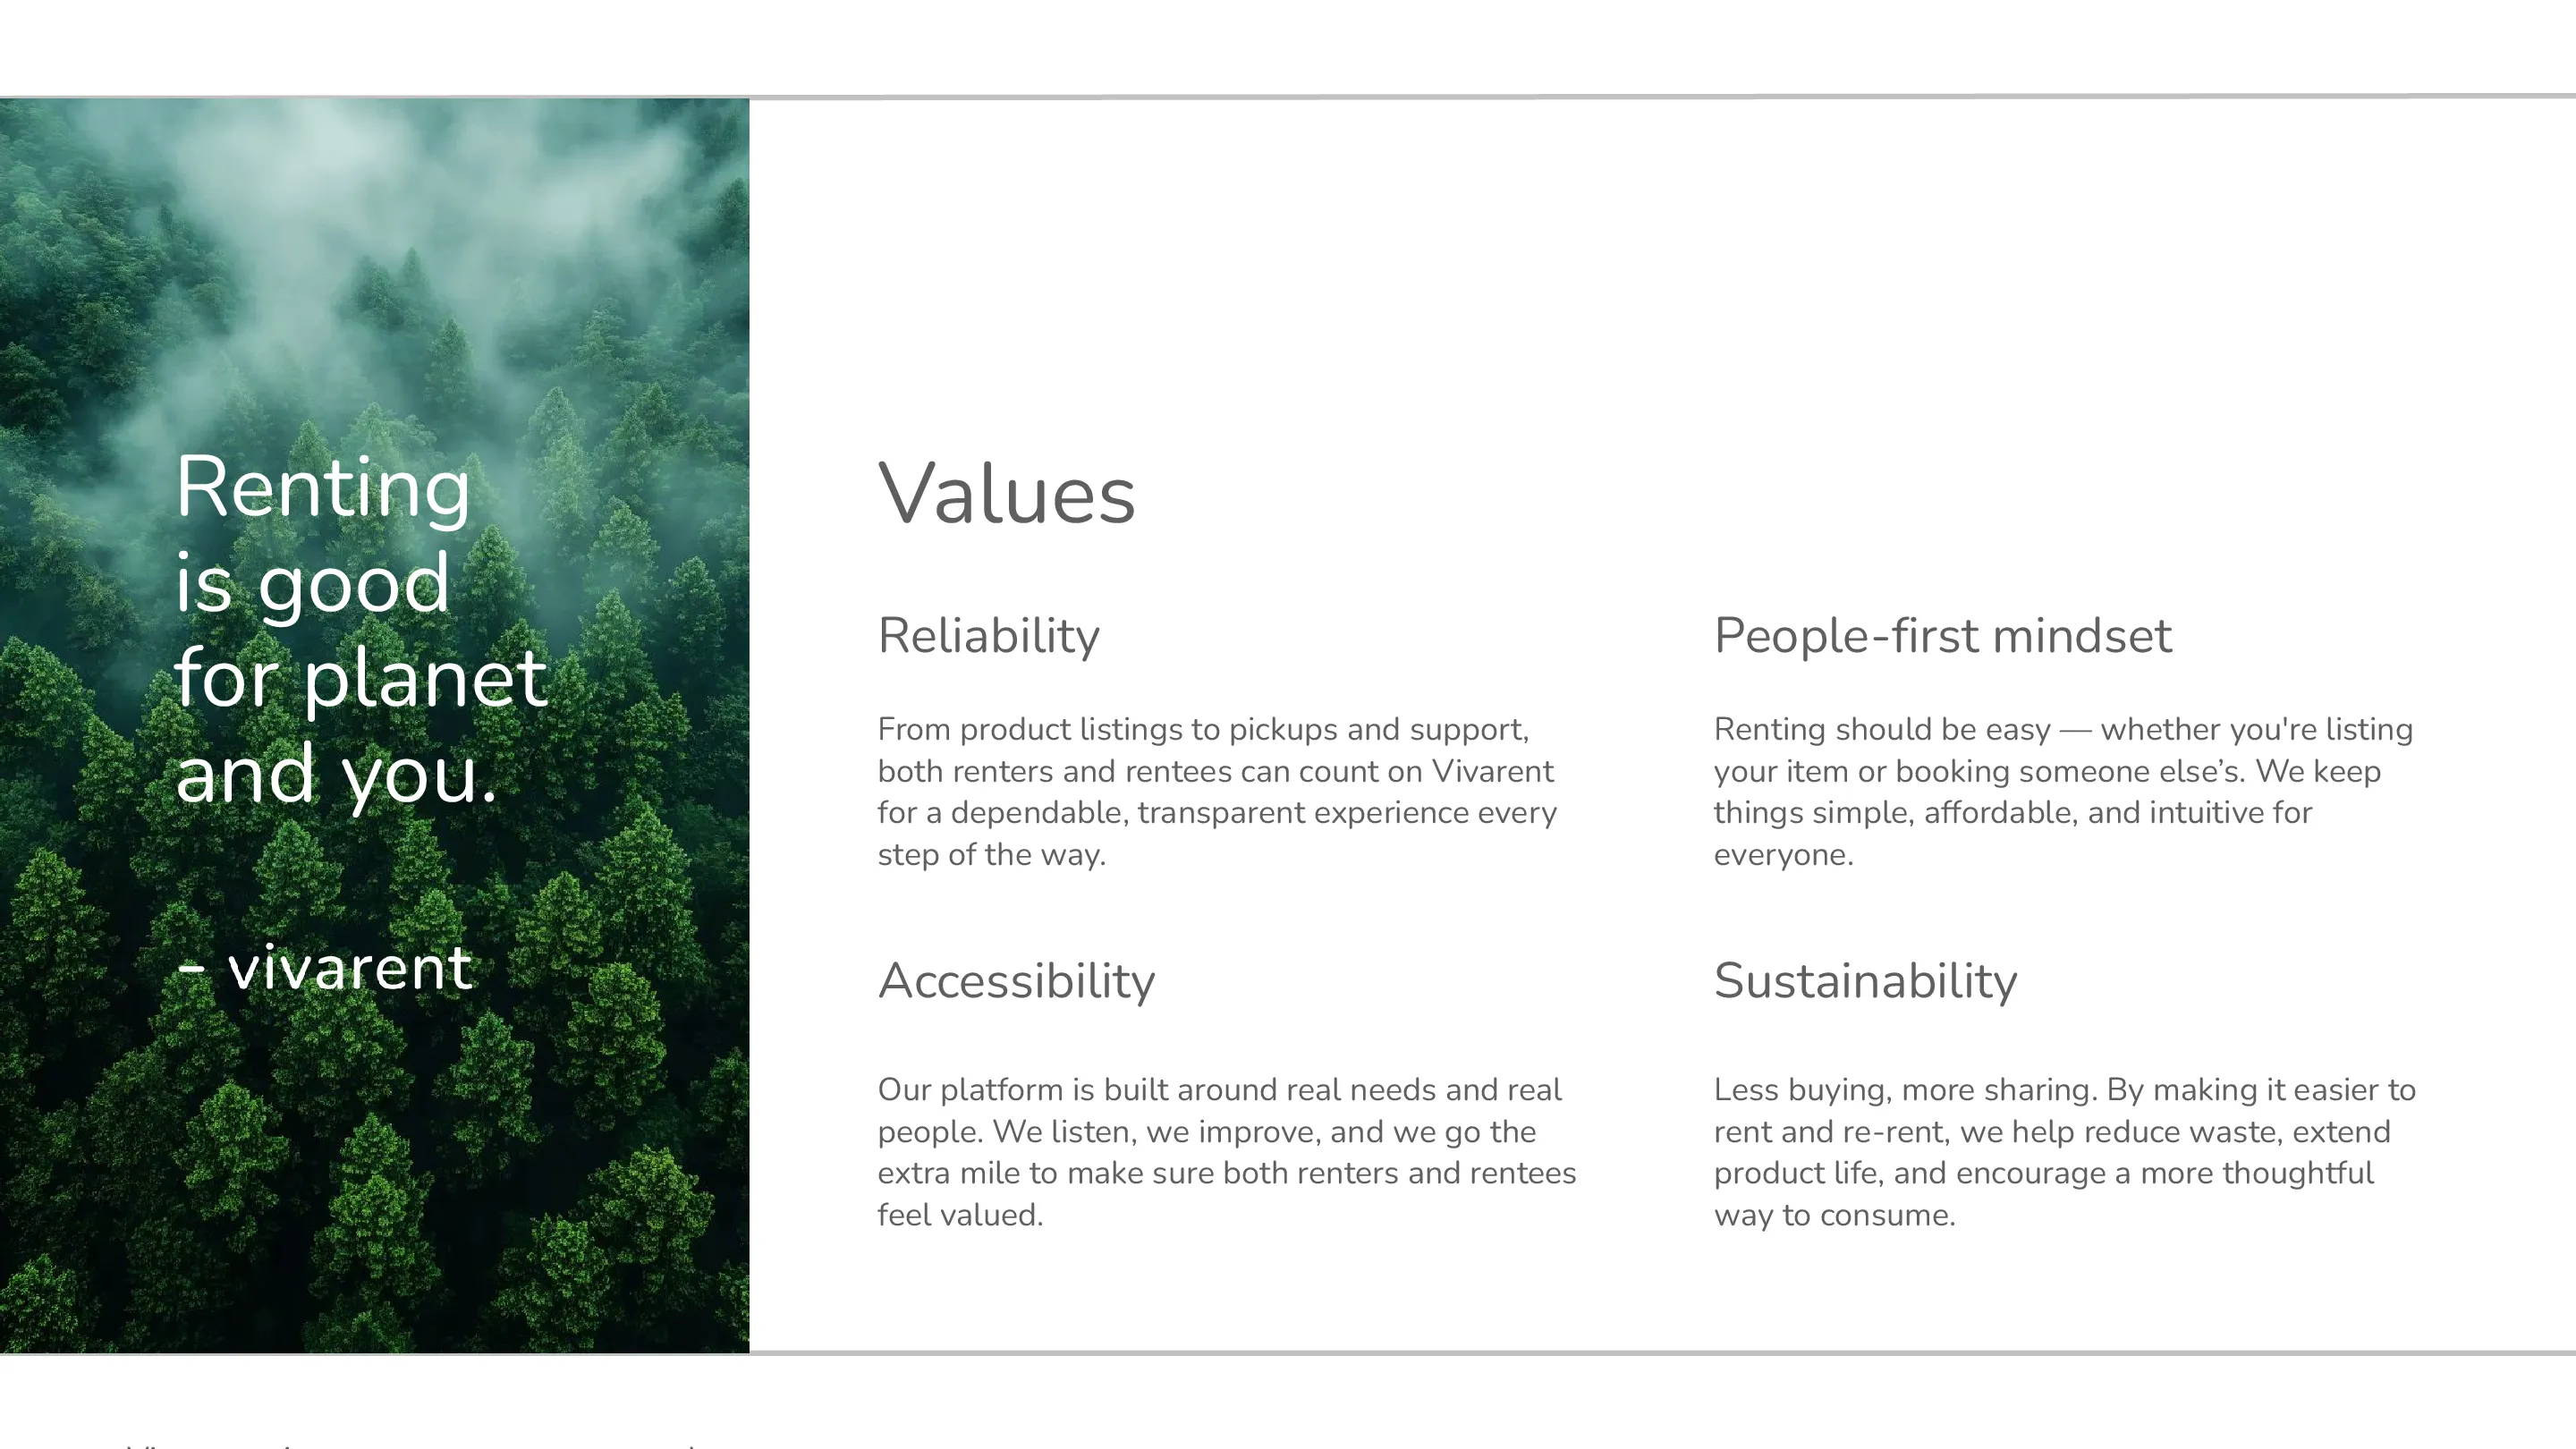 Renting
is good
for planet
and you.
- vivarent
Values
Reliability
From product listings to pickups and support,
both renters and rentees can count on Vivarent
for a dependable, transparent experience every
step of the way.
People-first mindset
Renting should be easy — whether you're listing
your item or booking someone else’s. We keep
things simple, affordable, and intuitive for
everyone.
Accessibility
Our platform is built around real needs and real
people. We listen, we improve, and we go the
extra mile to make sure both renters and rentees
feel valued.
Sustainability
Less buying, more sharing. By making it easier to
rent and re-rent, we help reduce waste, extend
product life, and encourage a more thoughtful
way to consume.